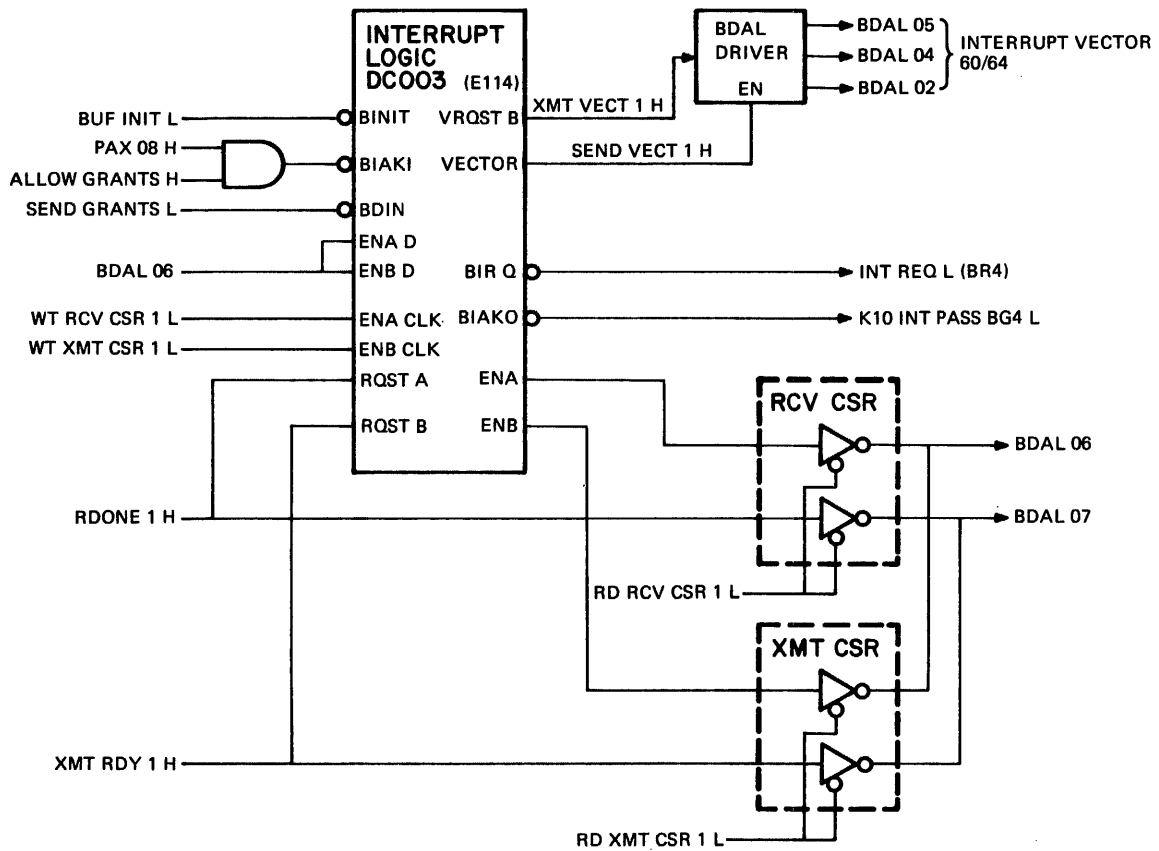 INTERRUPT
LOGIC
DC003 (E114)
BUF INIT L
PAX 08 H
ALLOW GRANTS H
SEND GRANTS L
BDAL 06
WT RCV CSR 1 L
WT XMT CSR 1 L
RDONE 1 H
XMT RDY 1 H
BINIT
BIAKI
BDIN
ENA D
ENB D
ENA CLK
ENB CLK
RQST A
RQST B
VRQST B
VECTOR
BIR Q
BIAKO
ENA
ENB
XMT VECT 1 H
SEND VECT 1 H
BDAL
DRIVER
EN
BDAL 05
BDAL 04
BDAL 02
INTERRUPT VECTOR
60/64
INT REQ L (BR4)
K10 INT PASS BG4 L
RCV CSR
BDAL 06
BDAL 07
RD RCV CSR 1 L
XMT CSR
RD XMT CSR 1 L